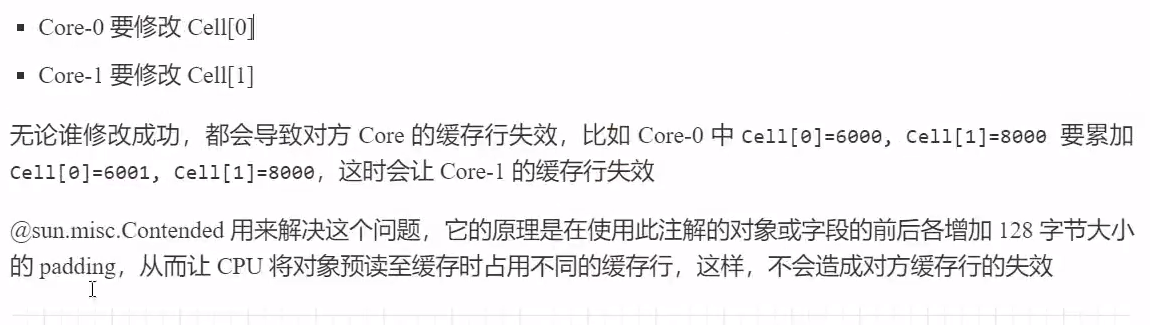 ▪ Core-0 要修改 Cell[0]
▪ Core-1 要修改 Cell[1]
无论谁修改成功，都会导致对方 Core 的缓存行失效，比如 Core-0 中 Cell[0]=6000, Cell[1]=8000 要累加
Cell[0]=6001, Cell[1]=8000，这时会让 Core-1 的缓存行失效
@sun.misc.Contended 用来解决这个问题，它的原理是在使用此注解的对象或字段的前后各增加 128 字节大小
的 padding，从而让 CPU 将对象预读至缓存时占用不同的缓存行，这样，不会造成对方缓存行的失效